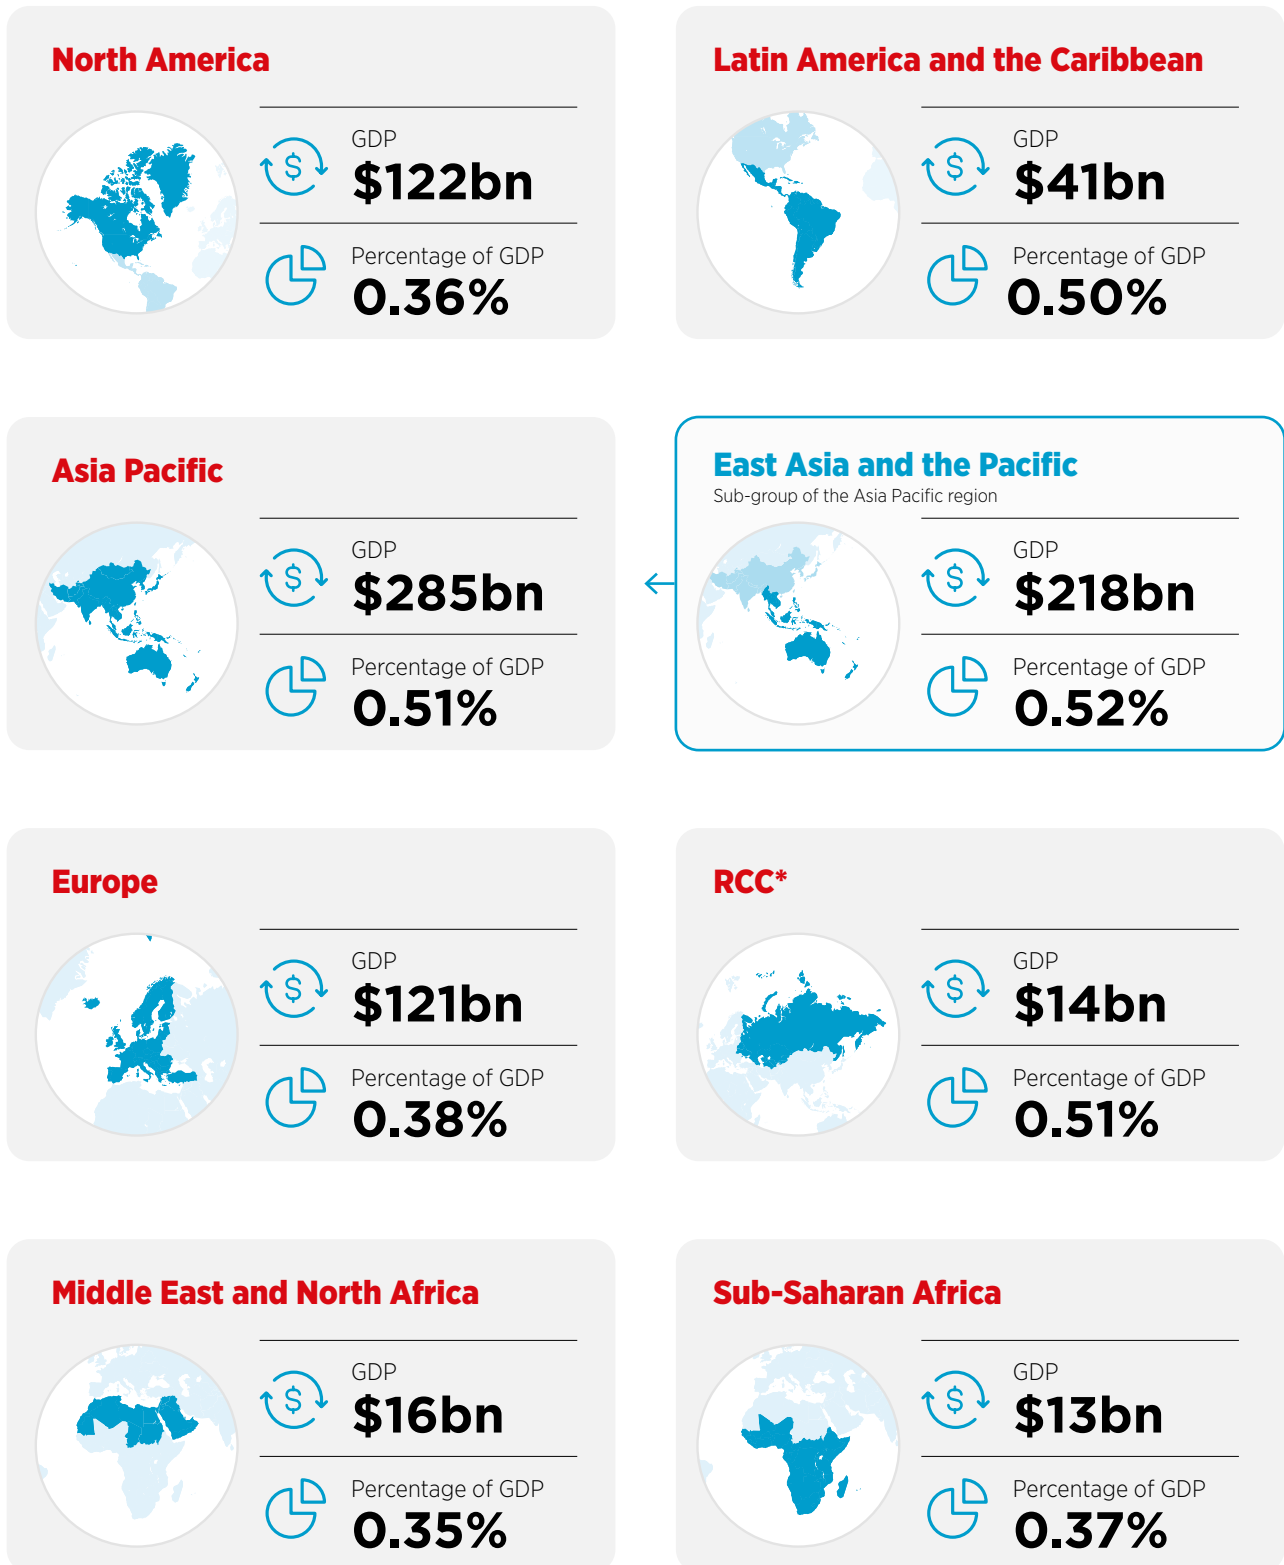 North America
GDP
$122bn
Percentage of GDP
0.36%
Latin America and the Caribbean
GDP
$41bn
Percentage of GDP
0.50%
Asia Pacific
GDP
$285bn
Percentage of GDP
0.51%
East Asia and the Pacific
Sub-group of the Asia Pacific region
GDP
$218bn
Percentage of GDP
0.52%
Europe
GDP
$121bn
Percentage of GDP
0.38%
RCC*
GDP
$14bn
Percentage of GDP
0.51%
Middle East and North Africa
GDP
$16bn
Percentage of GDP
0.35%
Sub-Saharan Africa
GDP
$13bn
Percentage of GDP
0.37%